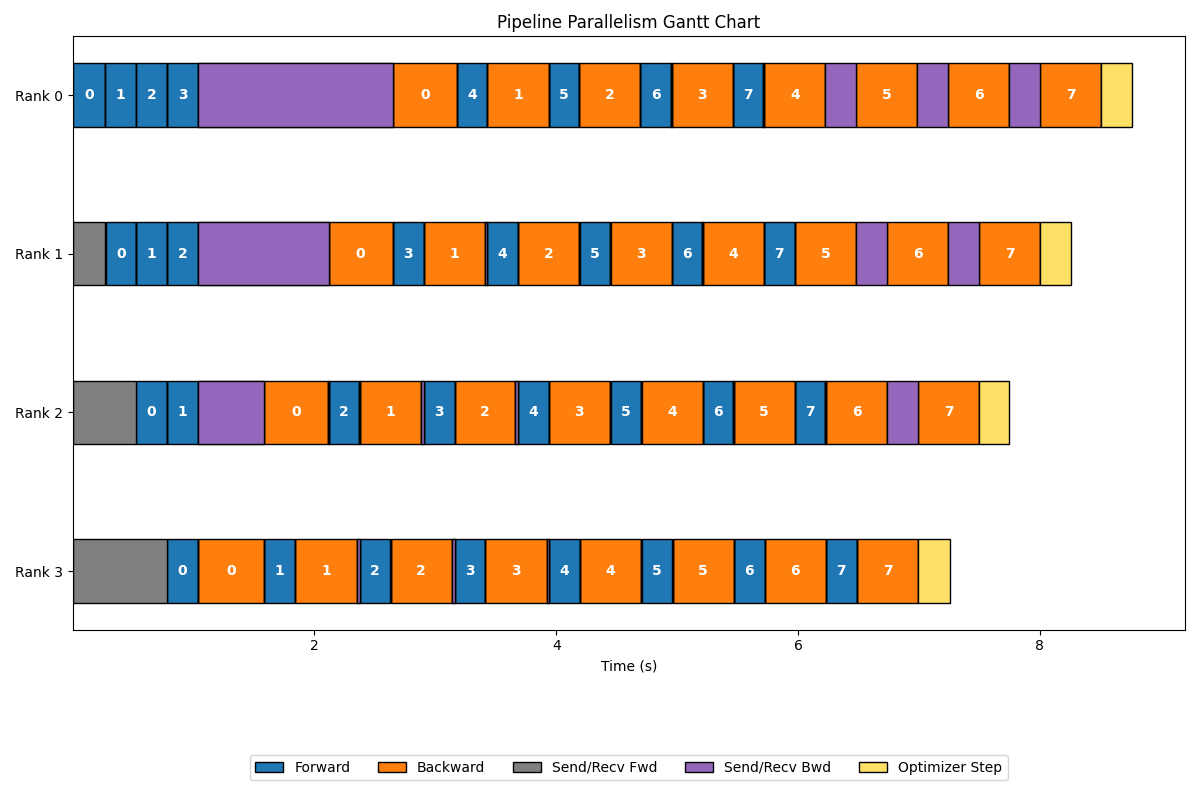 Pipeline Parallelism Gantt Chart
Rank 0 0 1 2 3 0 4 1 5 2 6 3 7 4 5 6 7
Rank 1 0 1 2 0 3 1 4 2 5 3 6 4 7 5 6 7
Rank 2 0 1 0 2 1 3 2 4 3 5 4 6 5 7 6 7
Rank 3 0 0 1 1 2 2 3 3 4 4 5 5 6 6 7 7
2 4 6 8
Time (s)
Forward Backward Send/Recv Fwd Send/Recv Bwd Optimizer Step